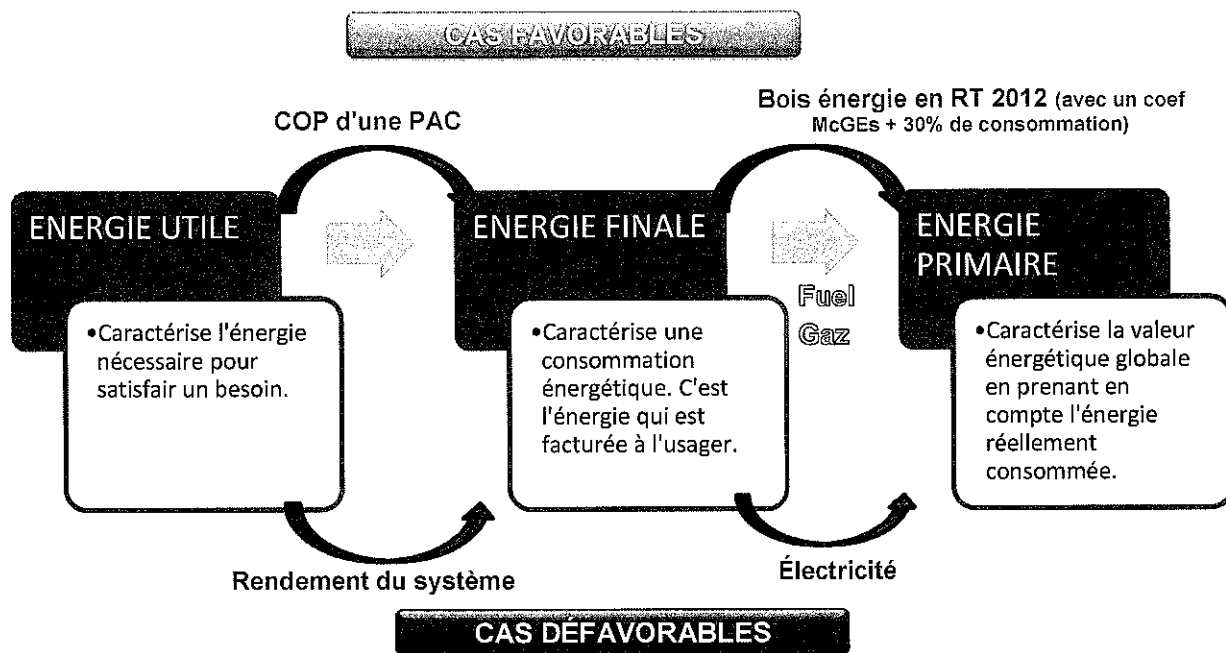 CAS FAVORABLES
COP d'une PAC
Bois énergie en RT 2012 (avec un coef
McGEs + 30% de consommation)
ENERGIE UTILE
•Caractérise l'énergie
nécessaire pour
satisfair un besoin.
ENERGIE FINALE
•Caractérise une
consommation
énergétique. C'est
l'énergie qui est
facturée à l'usager.
Fuel
Gaz
ENERGIE
PRIMAIRE
•Caractérise la valeur
énergétique globale
en prenant en
compte l'énergie
réellement
consommée.
Rendement du système
Électricité
CAS DÉFAVORABLES